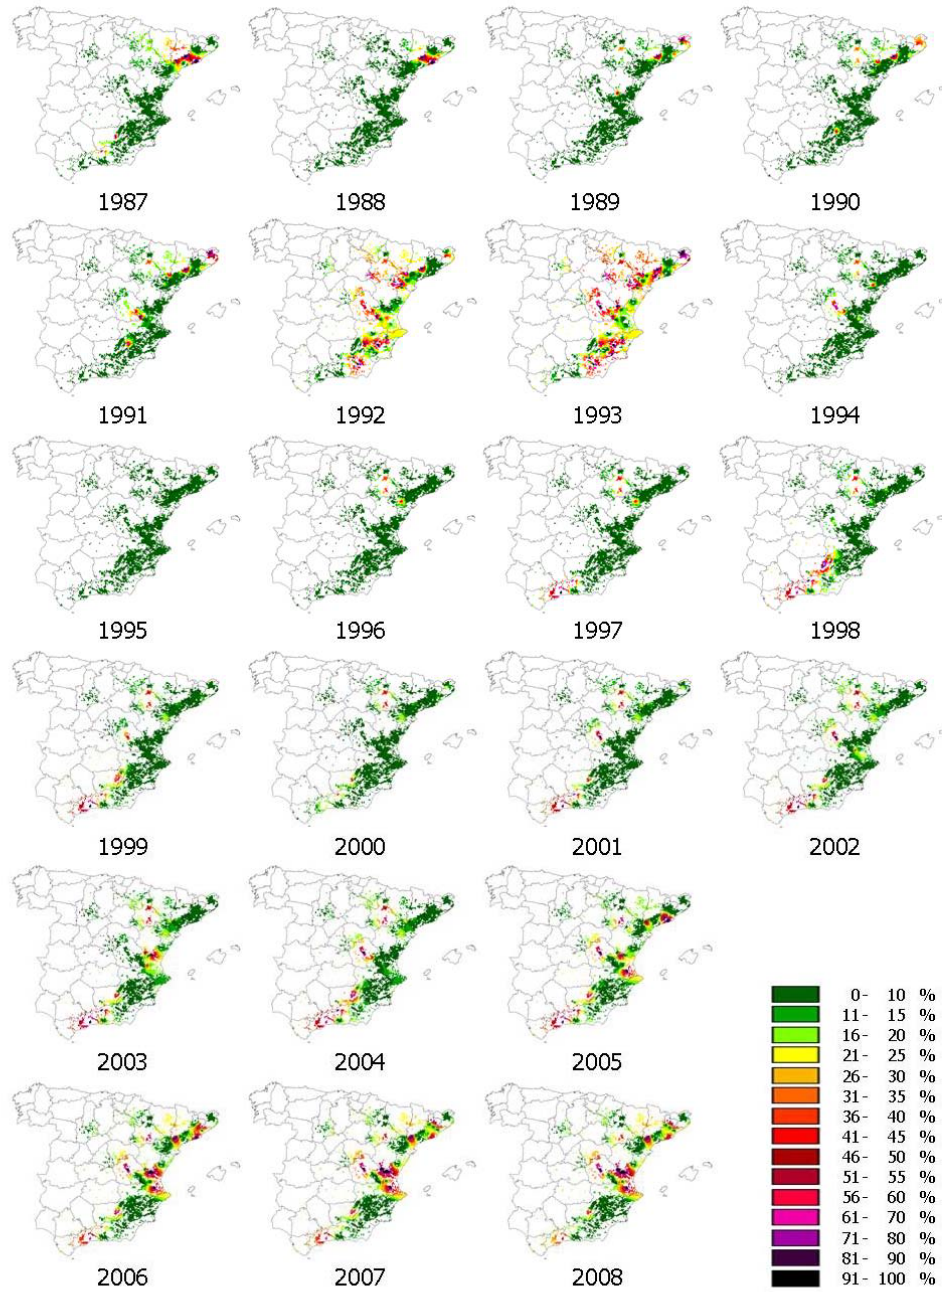 1987 1988 1989 1990
1991 1992 1993 1994
1995 1996 1997 1998
1999 2000 2001 2002
2003 2004 2005
0- 10 %
11- 15 %
16- 20 %
21- 25 %
26- 30 %
31- 35 %
36- 40 %
41- 45 %
46- 50 %
51- 55 %
56- 60 %
61- 70 %
71- 80 %
81- 90 %
91- 100 %
2006 2007 2008